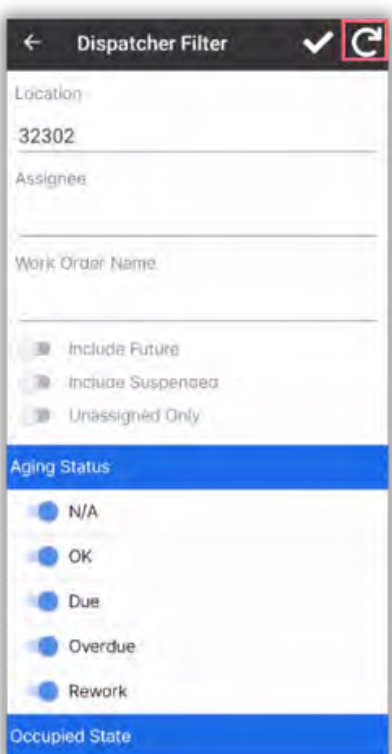 Dispatcher Filter
Location
32302
Assignee
Work Order Name
Include Future
Include Suspended
Unassigned Only
Aging Status
N/A
OK
Due
Overdue
Rework
Occupied State